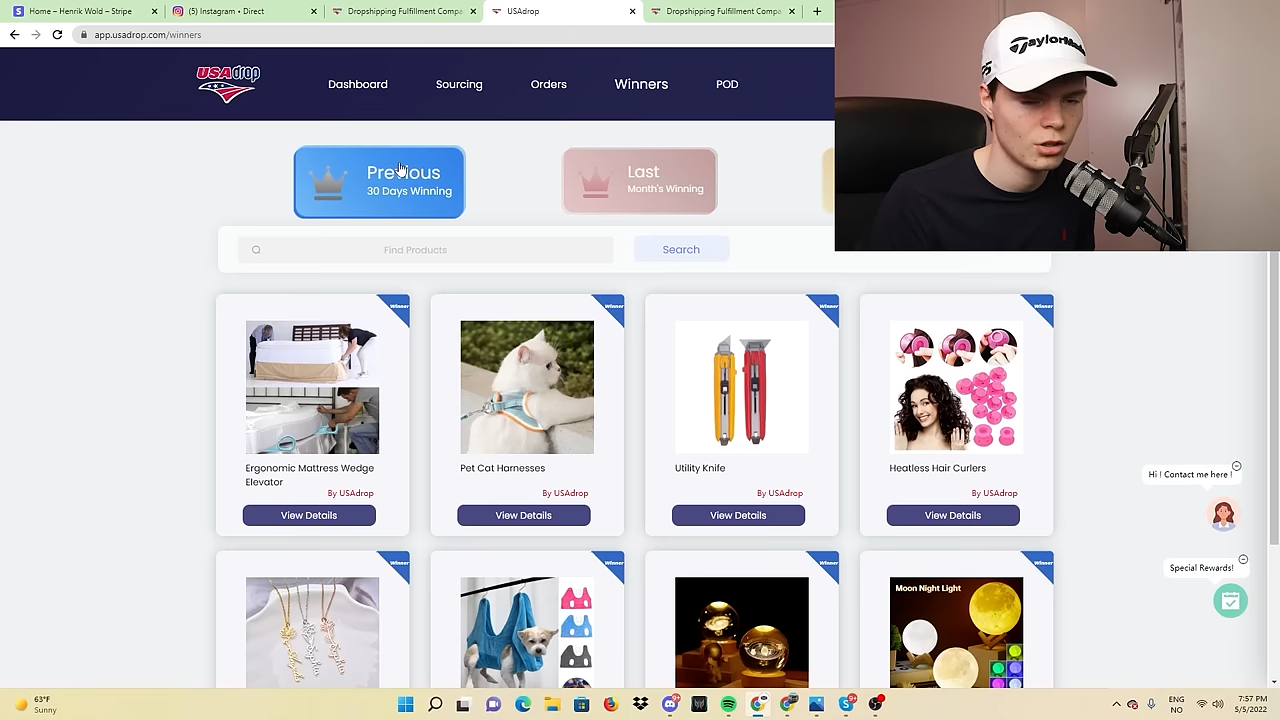 Home – Henrik Wold – Stripe
(5) Instagram • Direct
Dropshipping Fulfillment Compa
USAdrop
Dropshipping Fulfillment Compa
app.usadrop.com/winners
USAdrop
Dashboard
Sourcing
Orders
Winners
POD
TaylorMade
Previous
30 Days Winning
Last
Month's Winning
Find Products
Search
Winner
Winner
Winner
Winner
Ergonomic Mattress Wedge
Elevator
By USAdrop
View Details
Pet Cat Harnesses
By USAdrop
View Details
Utility Knife
By USAdrop
View Details
Heatless Hair Curlers
By USAdrop
View Details
Hi ! Contact me here !
Special Rewards!
Winner
Winner
Winner
Winner
Moon Night Light
63°F
Sunny
ENG
NO
7:57 PM
5/5/2022